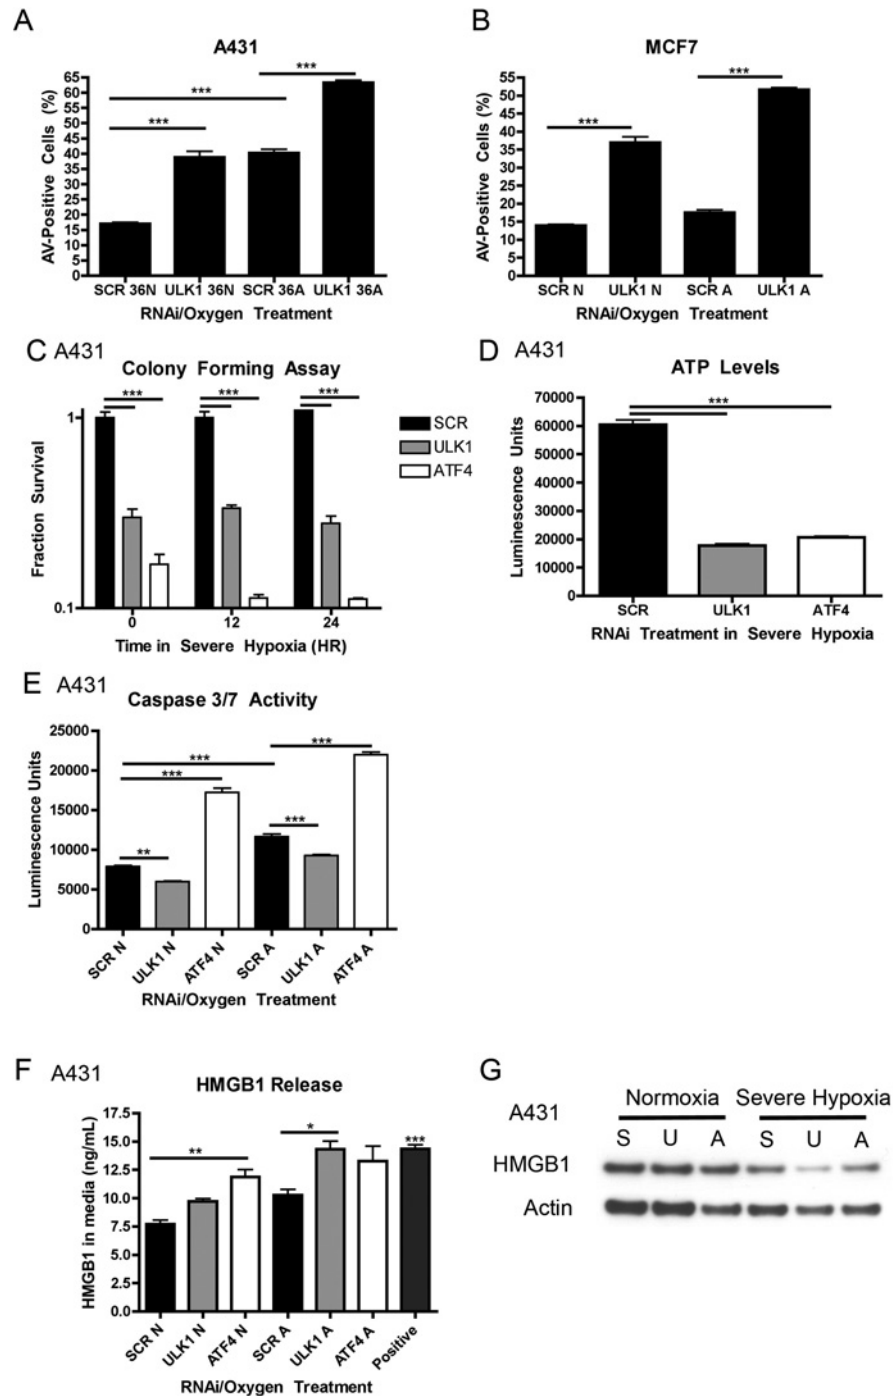 A
A431
AV-Positive Cells (%)
65
60
55
50
45
40
35
30
25
20
15
10
5
0
***
***
***
SCR 36N ULK1 36N SCR 36A ULK1 36A
RNAi/Oxygen Treatment
B
MCF7
AV-Positive Cells (%)
55
50
45
40
35
30
25
20
15
10
5
0
***
***
SCR N ULK1 N SCR A ULK1 A
RNAi/Oxygen Treatment
C A431
Colony Forming Assay
Fraction Survival
1
0.1
*** *** ***
0 12 24
Time in Severe Hypoxia (HR)
SCR
ULK1
ATF4
D A431
ATP Levels
Luminescence Units
70000
60000
50000
40000
30000
20000
10000
0
***
SCR ULK1 ATF4
RNAi Treatment in Severe Hypoxia
E A431
Caspase 3/7 Activity
Luminescence Units
25000
20000
15000
10000
5000
0
***
***
***
***
**
SCR N ULK1 N ATF4 N SCR A ULK1 A ATF4 A
RNAi/Oxygen Treatment
F A431
HMGB1 Release
HMGB1 in media (ng/mL)
17.5
15.0
12.5
10.0
7.5
5.0
2.5
0.0
**
*
***
SCR N ULK1 N ATF4 N SCR A ULK1 A ATF4 A Positive
RNAi/Oxygen Treatment
G
Normoxia Severe Hypoxia
A431
S U A S U A
HMGB1
Actin